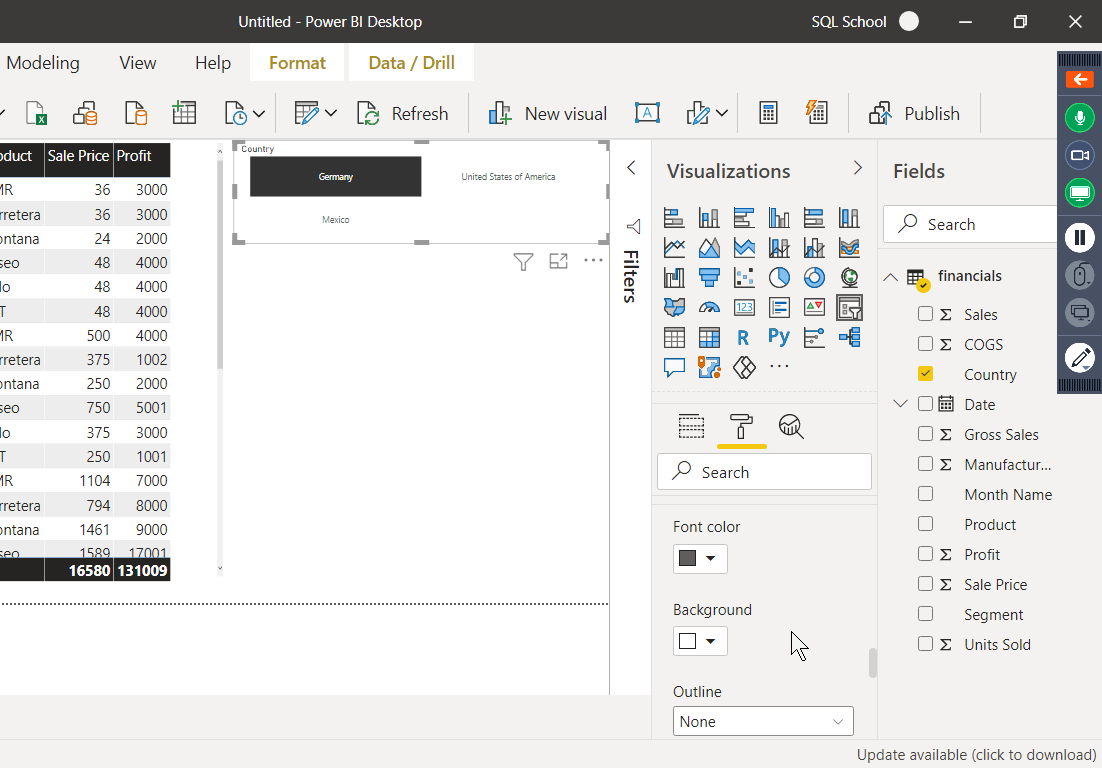 Untitled - Power BI Desktop
SQL School
Modeling View Help Format Data / Drill
Refresh New visual A Publish
oduct Sale Price Profit
MR 36 3000
rretera 36 3000
ontana 24 2000
seo 48 4000
lo 48 4000
T 48 4000
MR 500 4000
rretera 375 1002
ontana 250 2000
seo 750 5001
lo 375 3000
T 250 1001
MR 1104 7000
rretera 794 8000
ontana 1461 9000
seo 1589 17001
16580 131009
Country
Germany United States of America
Mexico
Filters
Visualizations
123
R Py
Search
Font color
Background
Outline
None
Fields
Search
financials
Σ Sales
Σ COGS
Country
Date
Σ Gross Sales
Σ Manufactur...
Month Name
Product
Σ Profit
Σ Sale Price
Segment
Σ Units Sold
Update available (click to download)